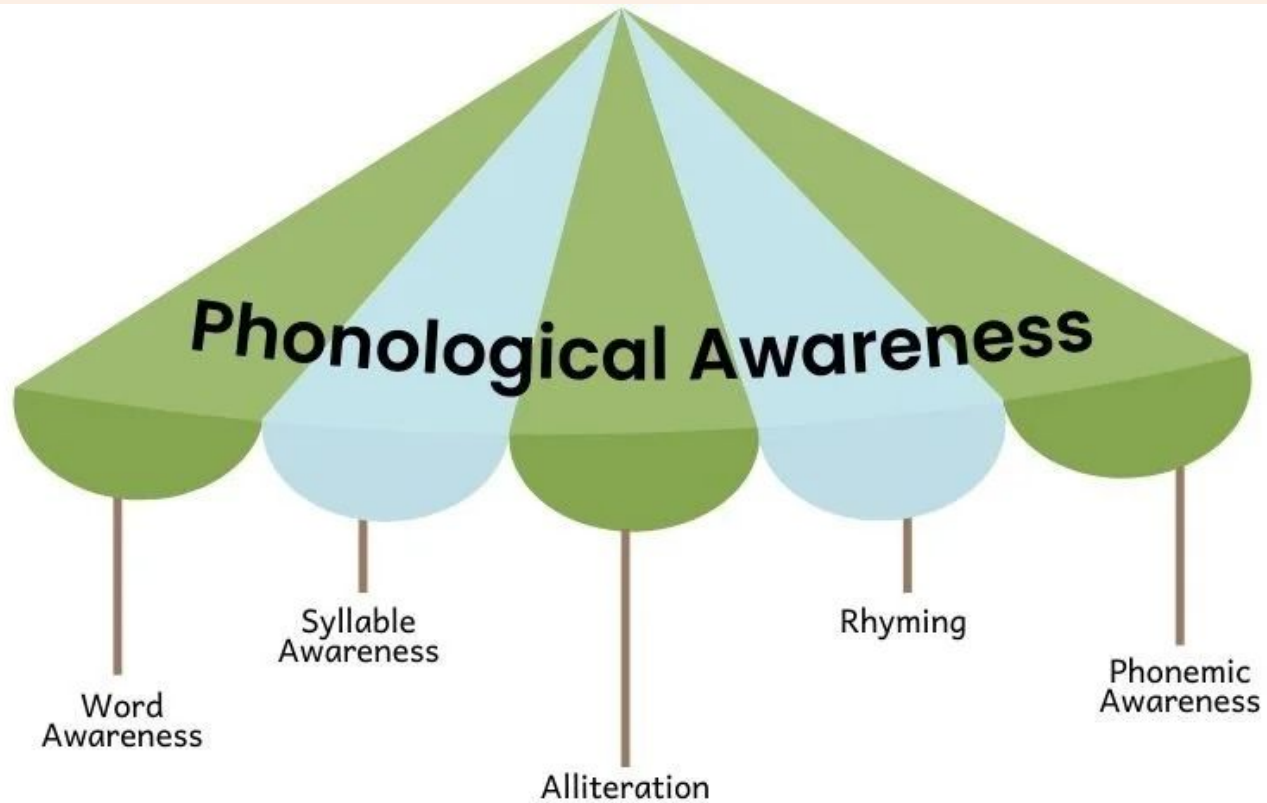 Phonological Awareness
Word
Awareness
Syllable
Awareness
Alliteration
Rhyming
Phonemic
Awareness